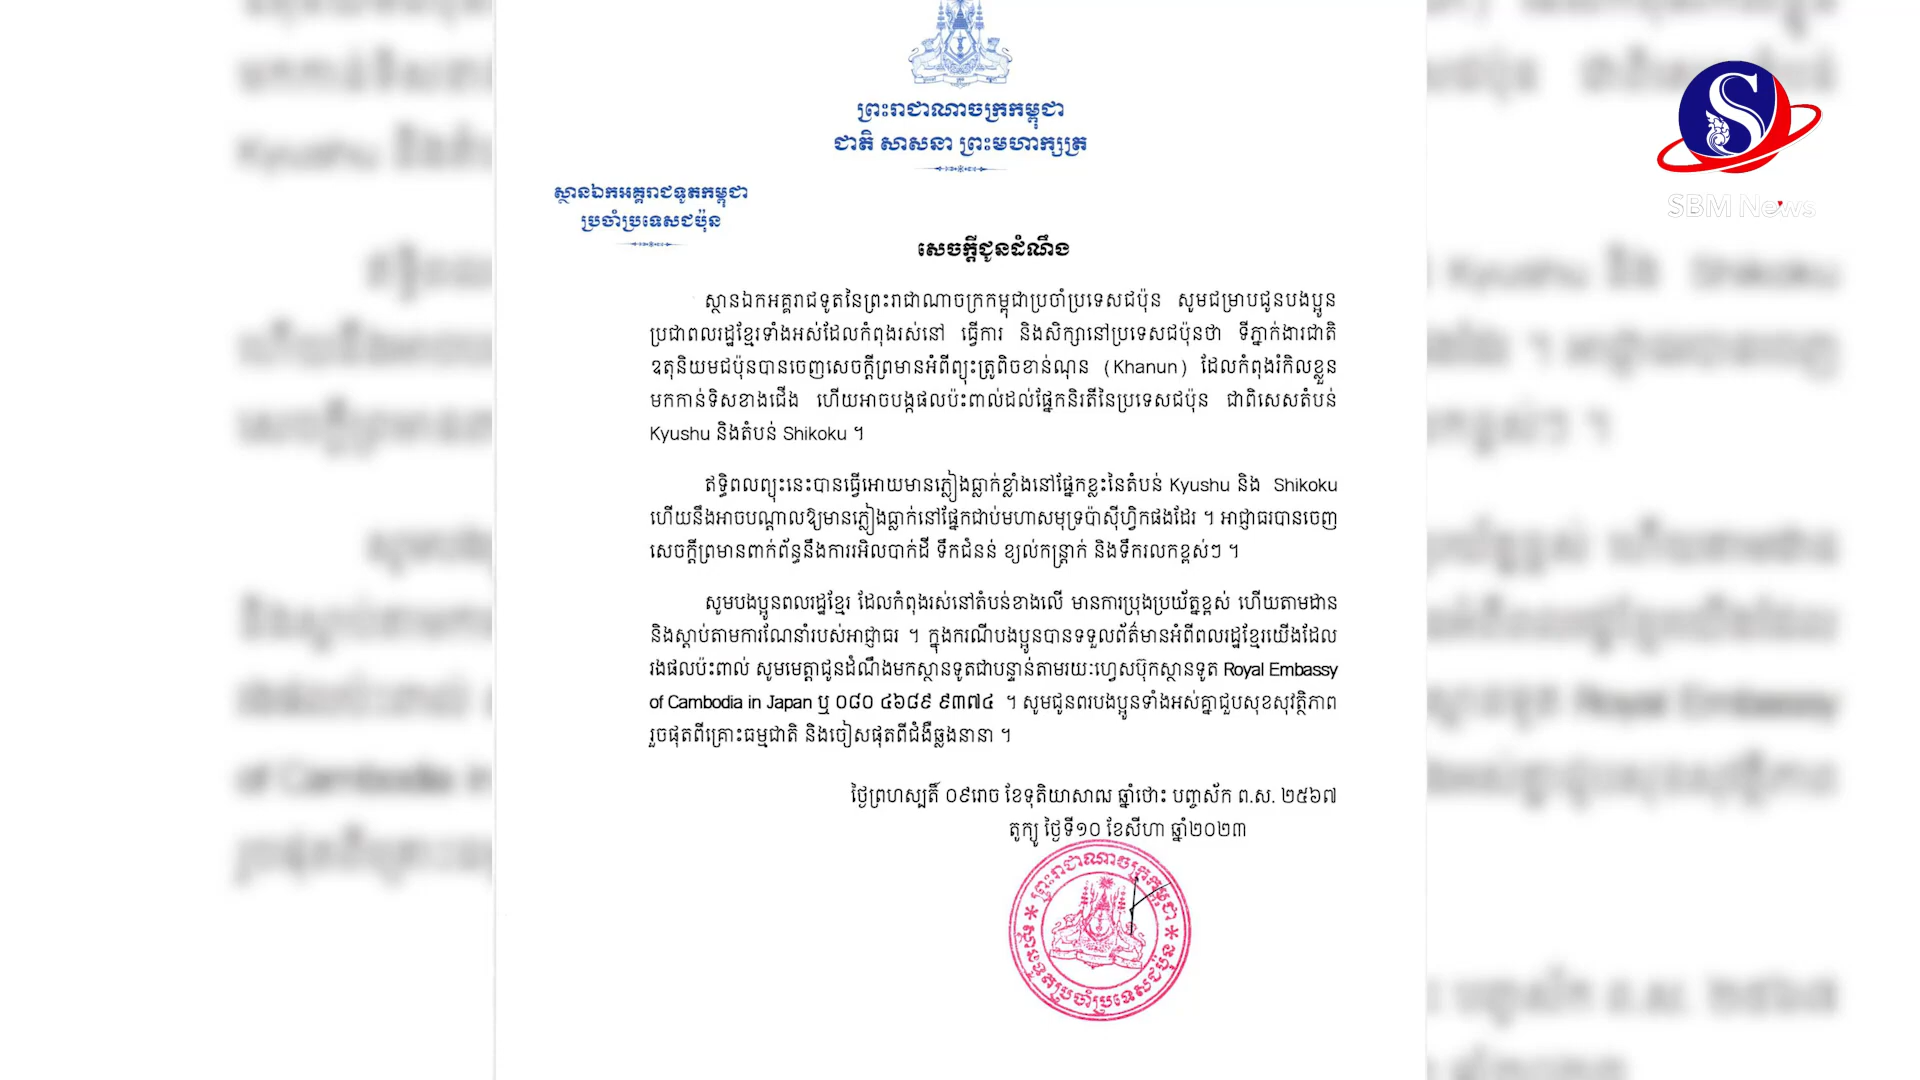 ព្រះរាជាណាចក្រកម្ពុជា
ជាតិ សាសនា ព្រះមហាក្សត្រ
ស្ថានឯកអគ្គរាជទូតកម្ពុជា
ប្រចាំប្រទេសជប៉ុន
សេចក្តីជូនដំណឹង
ស្ថានឯកអគ្គរាជទូតនៃព្រះរាជាណាចក្រកម្ពុជាប្រចាំប្រទេសជប៉ុន សូមជម្រាបជូនបងប្អូន
ប្រជាពលរដ្ឋខ្មែរទាំងអស់ដែលកំពុងរស់នៅ ធ្វើការ និងសិក្សានៅប្រទេសជប៉ុនថា ទីភ្នាក់ងារជាតិ
ឧតុនិយមជប៉ុនបានចេញសេចក្តីព្រមានអំពីព្យុះត្រូពិចខាន់ណុន (Khanun) ដែលកំពុងរំកិលខ្លួន
មកកាន់ទិសខាងជើង ហើយអាចបង្កផលប៉ះពាល់ដល់ផ្នែកនិរតីនៃប្រទេសជប៉ុន ជាពិសេសតំបន់
Kyushu និងតំបន់ Shikoku ។
ឥទ្ធិពលព្យុះនេះបានធ្វើអោយមានភ្លៀងធ្លាក់ខ្លាំងនៅផ្នែកខ្លះនៃតំបន់ Kyushu និង Shikoku
ហើយនឹងអាចបណ្តាលឱ្យមានភ្លៀងធ្លាក់នៅផ្នែកជាប់មហាសមុទ្រប៉ាស៊ីហ្វិកផងដែរ ។ អាជ្ញាធរបានចេញ
សេចក្តីព្រមានពាក់ព័ន្ធនឹងការរអិលបាក់ដី ទឹកជំនន់ ខ្យល់កន្ត្រាក់ និងទឹករលកខ្ពស់ៗ ។
សូមបងប្អូនពលរដ្ឋខ្មែរ ដែលកំពុងរស់នៅតំបន់ខាងលើ មានការប្រុងប្រយ័ត្នខ្ពស់ ហើយតាមដាន
និងស្តាប់តាមការណែនាំរបស់អាជ្ញាធរ ។ ក្នុងករណីបងប្អូនបានទទួលព័ត៌មានអំពីពលរដ្ឋខ្មែរយើងដែល
រងផលប៉ះពាល់ សូមមេត្តាជូនដំណឹងមកស្ថានទូតជាបន្ទាន់តាមរយៈហ្វេសប៊ុកស្ថានទូត Royal Embassy
of Cambodia in Japan ឬ ០៨០ ៤៦៨៩ ៩៣៧៤ ។ សូមជូនពរបងប្អូនទាំងអស់គ្នាជួបសុខសុវត្ថិភាព
រួចផុតពីគ្រោះធម្មជាតិ និងចៀសផុតពីជំងឺឆ្លងនានា ។
ថ្ងៃព្រហស្បតិ៍ ០៩រោច ខែទុតិយាសាឍ ឆ្នាំថោះ បញ្ចស័ក ព.ស. ២៥៦៧
តូក្យូ ថ្ងៃទី១០ ខែសីហា ឆ្នាំ២០២៣
ព្រះរាជាណាចក្រកម្ពុជា
ស្ថានទូតប្រចាំប្រទេសជប៉ុន
SBM News